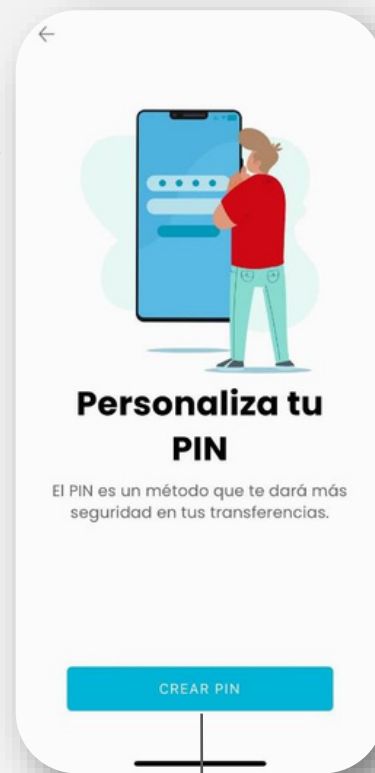 Personaliza tu
PIN
El PIN es un método que te dará más
seguridad en tus transferencias.
CREAR PIN